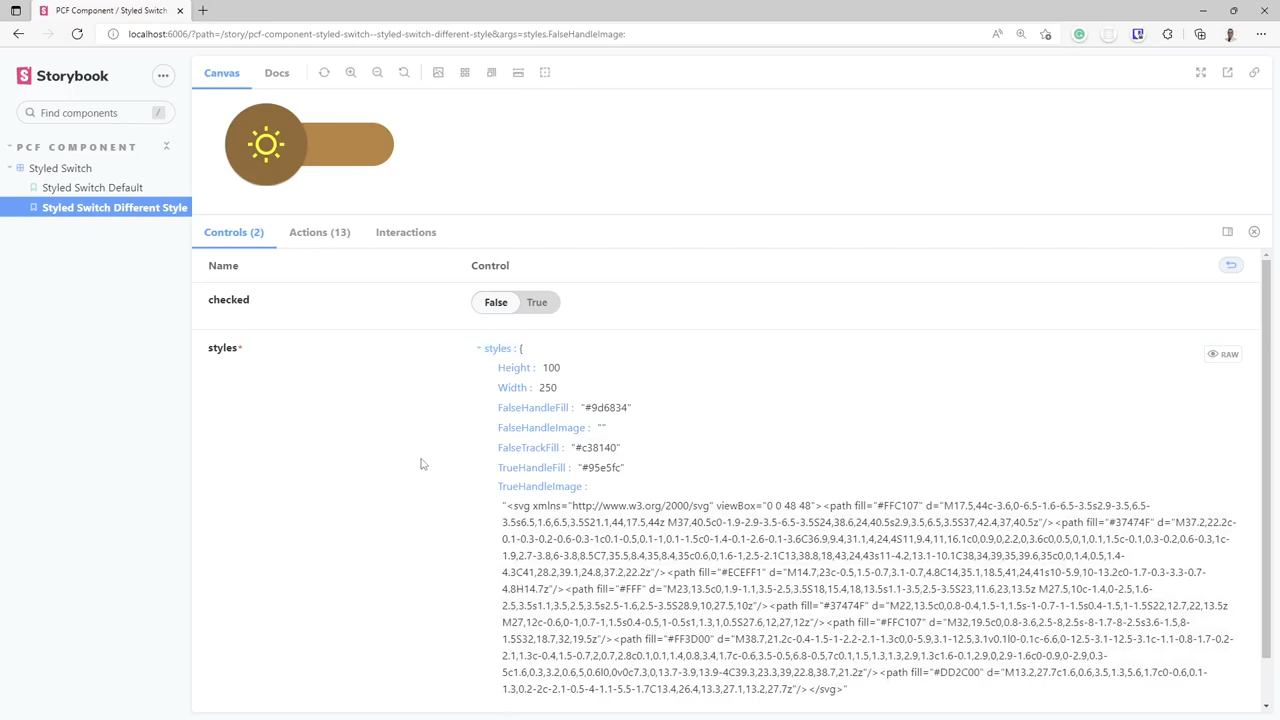 PCF Component / Styled Switch
localhost:6006/?path=/story/pcf-component-styled-switch--styled-switch-different-style&args=styles.FalseHandleImage:
Storybook
Canvas
Docs
Find components
/
PCF COMPONENT
Styled Switch
Styled Switch Default
Styled Switch Different Style
Controls (2)
Actions (13)
Interactions
Name
Control
checked
False
True
styles*
styles : {
RAW
Height : 100
Width : 250
FalseHandleFill : "#9d6834"
FalseHandleImage : ""
FalseTrackFill : "#c38140"
TrueHandleFill : "#95e5fc"
TrueHandleImage :
"<svg xmlns="http://www.w3.org/2000/svg" viewBox="0 0 48 48"><path fill="#FFC107" d="M17.5,44c-3.6,0-6.5-1.6-6.5-3.5s2.9-3.5,6.5-
3.5s6.5,1.6,6.5,3.5S21.1,44,17.5,44z M37,40.5c0-1.9-2.9-3.5-6.5-3.5S24,38.6,24,40.5s2.9,3.5,6.5,3.5S37,42.4,37,40.5z"/><path fill="#37474F" d="M37.2,22.2c-
0.1-0.3-0.2-0.6-0.3-1c0.1-0.5,0.1-1,0.1-1.5c0-1.4-0.1-2.6-0.1-3.6C36.9,9.4,31.1,4,24,4S11,9.4,11,16.1c0,0.9,0,2.2,0,3.6c0,0.5,0,1,0.1,1.5c-0.1,0.3-0.2,0.6-0.3,1c-
1.9,2.7-3.8,6-3.8,8.5C7,35.5,8.4,35,8.4,35c0.6,0,1.6-1,2.5-2.1C13,38.8,18,43,24,43s11-4.2,13.1-10.1C38,34,39,35,39.6,35c0,0,1.4,0.5,1.4-
4.3C41,28.2,39.1,24.8,37.2,22.2z"/><path fill="#ECEFF1" d="M14.7,23c-0.5,1.5-0.7,3.1-0.7,4.8C14,35.1,18.5,41,24,41s10-5.9,10-13.2c0-1.7-0.3-3.3-0.7-
4.8H14.7z"/><path fill="#FFF" d="M23,13.5c0,1.9-1.1,3.5-2.5,3.5S18,15.4,18,13.5s1.1-3.5,2.5-3.5S23,11.6,23,13.5z M27.5,10c-1.4,0-2.5,1.6-
2.5,3.5s1.1,3.5,2.5,3.5s2.5-1.6,2.5-3.5S28.9,10,27.5,10z"/><path fill="#37474F" d="M22,13.5c0,0.8-0.4,1.5-1,1.5s-1-0.7-1-1.5s0.4-1.5,1-1.5S22,12.7,22,13.5z
M27,12c-0.6,0-1,0.7-1,1.5s0.4-0.5,1-0.5s1,1.3,1,0.5S27.6,12,27,12z"/><path fill="#FFC107" d="M32,19.5c0,0.8-3.6,2.5-8,2.5s-8-1.7-8-2.5s3.6-1.5,8-
1.5S32,18.7,32,19.5z"/><path fill="#FF3D00" d="M38.7,21.2c-0.4-1.5-1-2.2-2.1-1.3c0,0-5.9,3.1-12.5,3.1v0.1l0-0.1c-6.6,0-12.5-3.1-12.5-3.1c-1.1-0.8-1.7-0.2-
2.1,1.3c-0.4,1.5-0.7,2,0.7,2.8c0.1,0.1,1.4,0.8,3.4,1.7c-0.6,3.5-0.5,6.8-0.5,7c0.1,1.5,1.3,1.3,2.9,1.3c1.6-0.1,2.9,0,2.9-1.6c0-0.9,0-2.9,0.3-
5c1.6,0.3,3.2,0.6,5,0.6l0,0v0c7.3,0,13.7-3.9,13.9-4C39.3,23.3,39,22.8,38.7,21.2z"/><path fill="#DD2C00" d="M13.2,27.7c1.6,0.6,3.5,1.3,5.6,1.7c0-0.6,0.1-
1.3,0.2-2c-2.1-0.5-4-1.1-5.5-1.7C13.4,26.4,13.3,27.1,13.2,27.7z"/></svg>"